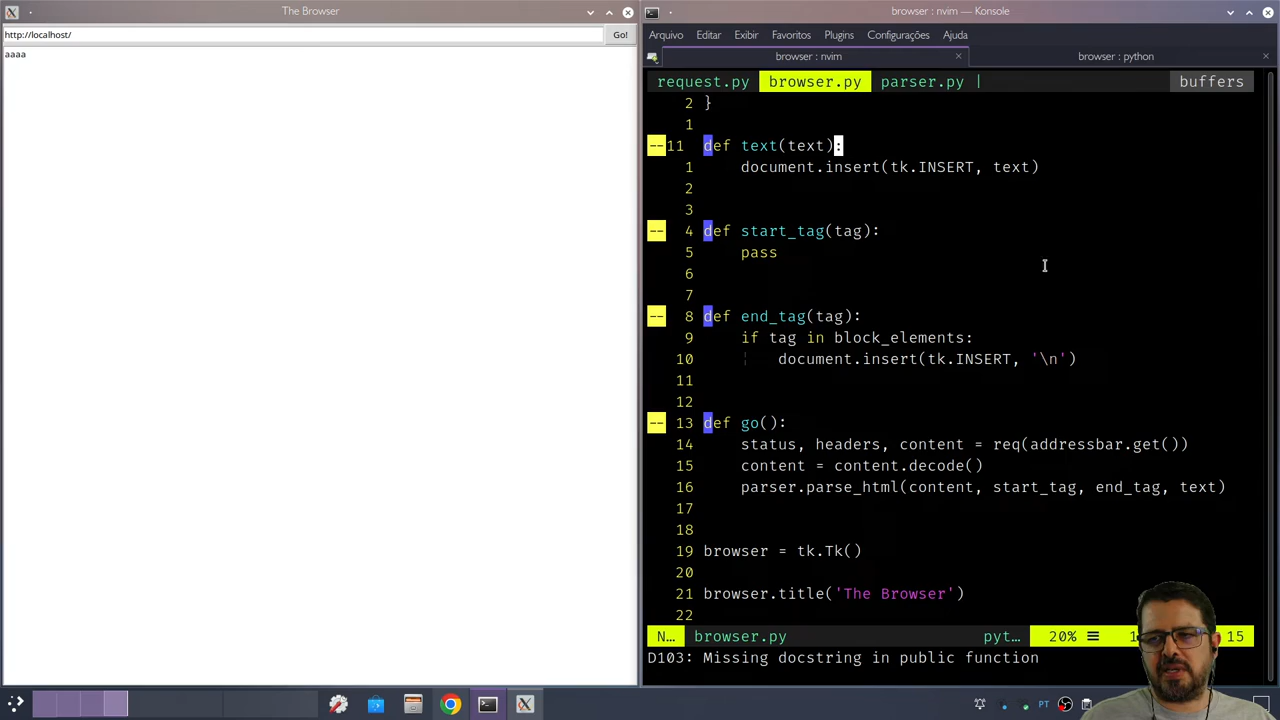 The Browser
http://localhost/
Go!
aaaa
browser : nvim — Konsole
Arquivo Editar Exibir Favoritos Plugins Configurações Ajuda
browser : nvim
browser : python
request.py browser.py parser.py | buffers
2 }
1
--11 def text(text):
1 document.insert(tk.INSERT, text)
2
3
-- 4 def start_tag(tag):
5 pass
6
7
-- 8 def end_tag(tag):
9 if tag in block_elements:
10 ¦ document.insert(tk.INSERT, '\n')
11
12
-- 13 def go():
14 status, headers, content = req(addressbar.get())
15 content = content.decode()
16 parser.parse_html(content, start_tag, end_tag, text)
17
18
19 browser = tk.Tk()
20
21 browser.title('The Browser')
22
N… browser.py pyt… 20% ☰ 15
D103: Missing docstring in public function
PT